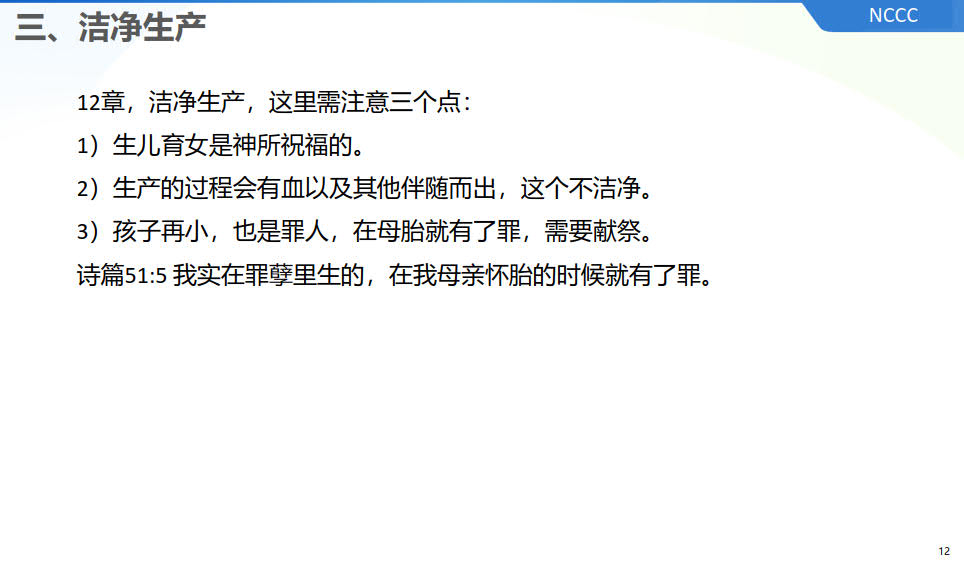 三、洁净生产
NCCC
12章，洁净生产，这里需注意三个点：
1）生儿育女是神所祝福的。
2）生产的过程会有血以及其他伴随而出，这个不洁净。
3）孩子再小，也是罪人，在母胎就有了罪，需要献祭。
诗篇51:5 我实在罪孽里生的，在我母亲怀胎的时候就有了罪。
12